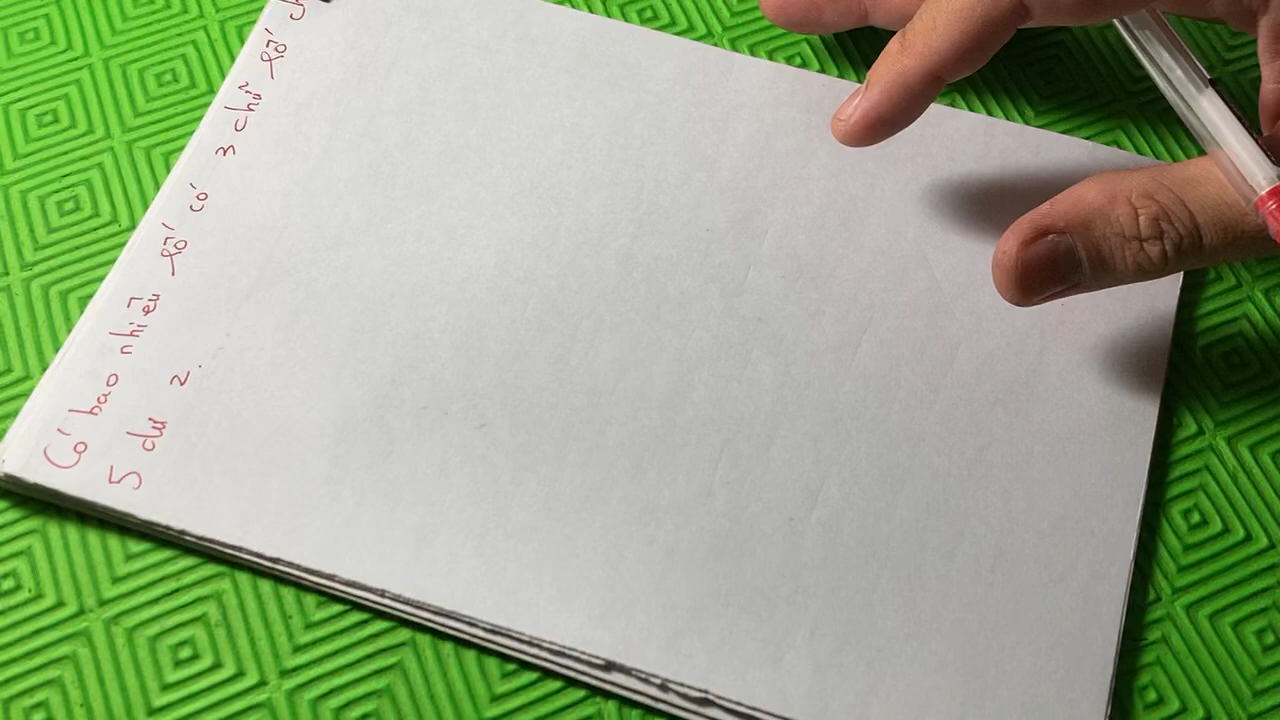 Có bao nhiêu số có 3 chữ số
5 dư 2.